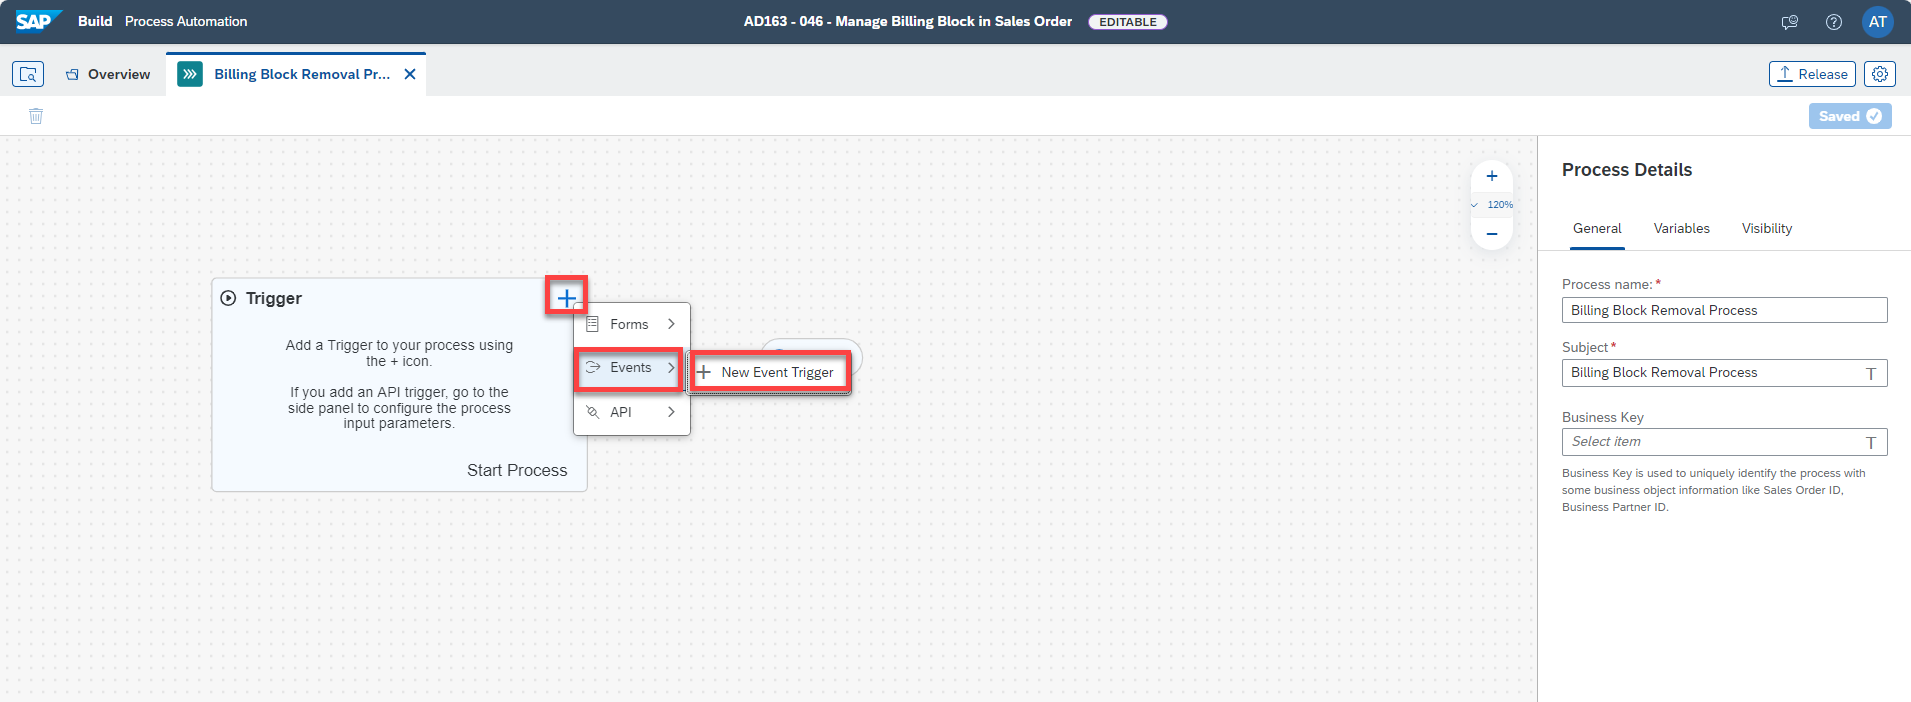 SAP Build Process Automation
AD163 - 046 - Manage Billing Block in Sales Order EDITABLE
AT
Overview
Billing Block Removal Pr...
Release
Saved
120%
Trigger
Add a Trigger to your process using
the + icon.
If you add an API trigger, go to the
side panel to configure the process
input parameters.
Start Process
Forms
Events
API
New Event Trigger
Process Details
General Variables Visibility
Process name: *
Billing Block Removal Process
Subject *
Billing Block Removal Process
Business Key
Select item
Business Key is used to uniquely identify the process with
some business object information like Sales Order ID,
Business Partner ID.